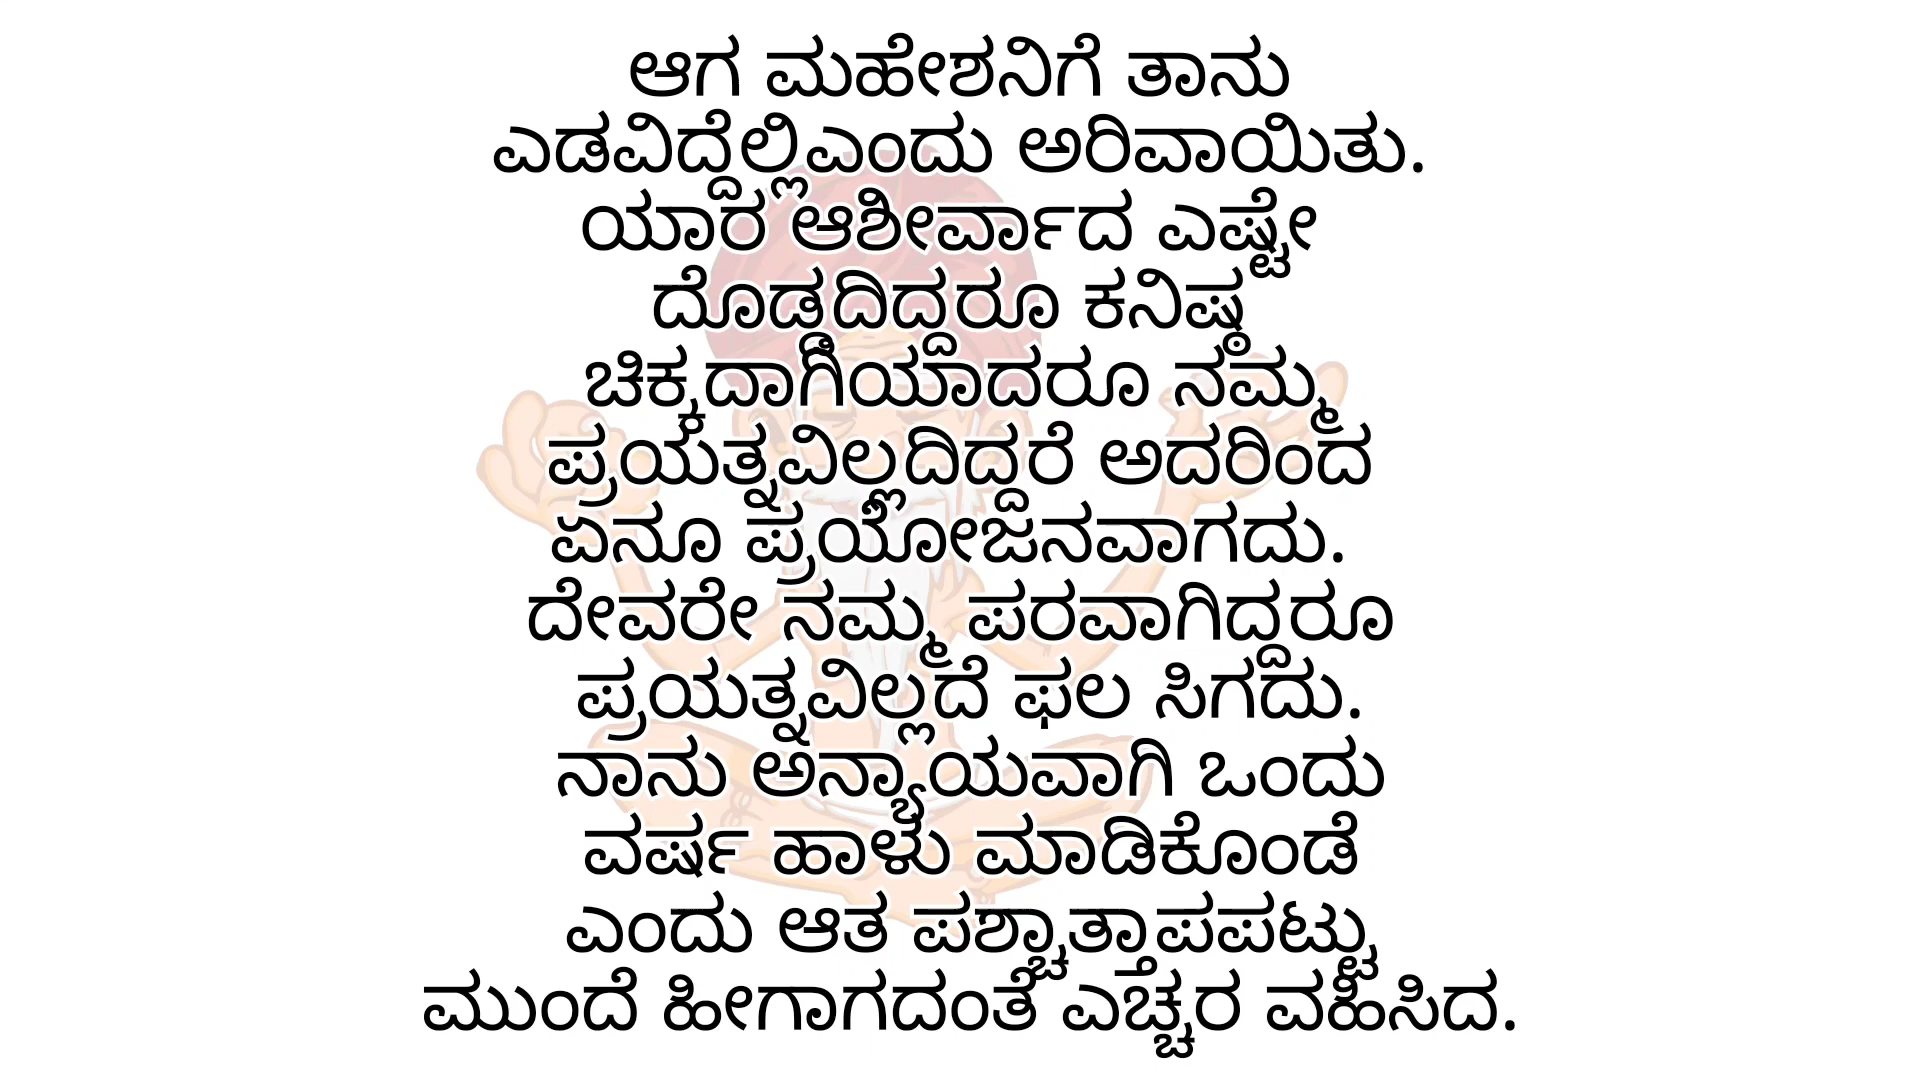 ಆಗ ಮಹೇಶನಿಗೆ ತಾನು
ಎಡವಿದ್ದೆಲ್ಲಿಎಂದು ಅರಿವಾಯಿತು.
ಯಾರ ಆಶೀರ್ವಾದ ಎಷ್ಟೇ
ದೊಡ್ಡದಿದ್ದರೂ ಕನಿಷ್ಠ
ಚಿಕ್ಕದಾಗಿಯಾದರೂ ನಮ್ಮ
ಪ್ರಯತ್ನವಿಲ್ಲದಿದ್ದರೆ ಅದರಿಂದ
ಏನೂ ಪ್ರಯೋಜನವಾಗದು.
ದೇವರೇ ನಮ್ಮ ಪರವಾಗಿದ್ದರೂ
ಪ್ರಯತ್ನವಿಲ್ಲದೆ ಫಲ ಸಿಗದು.
ನಾನು ಅನ್ಯಾಯವಾಗಿ ಒಂದು
ವರ್ಷ ಹಾಳು ಮಾಡಿಕೊಂಡೆ
ಎಂದು ಆತ ಪಶ್ಚಾತ್ತಾಪಪಟ್ಟು
ಮುಂದೆ ಹೀಗಾಗದಂತೆ ಎಚ್ಚರ ವಹಿಸಿದ.